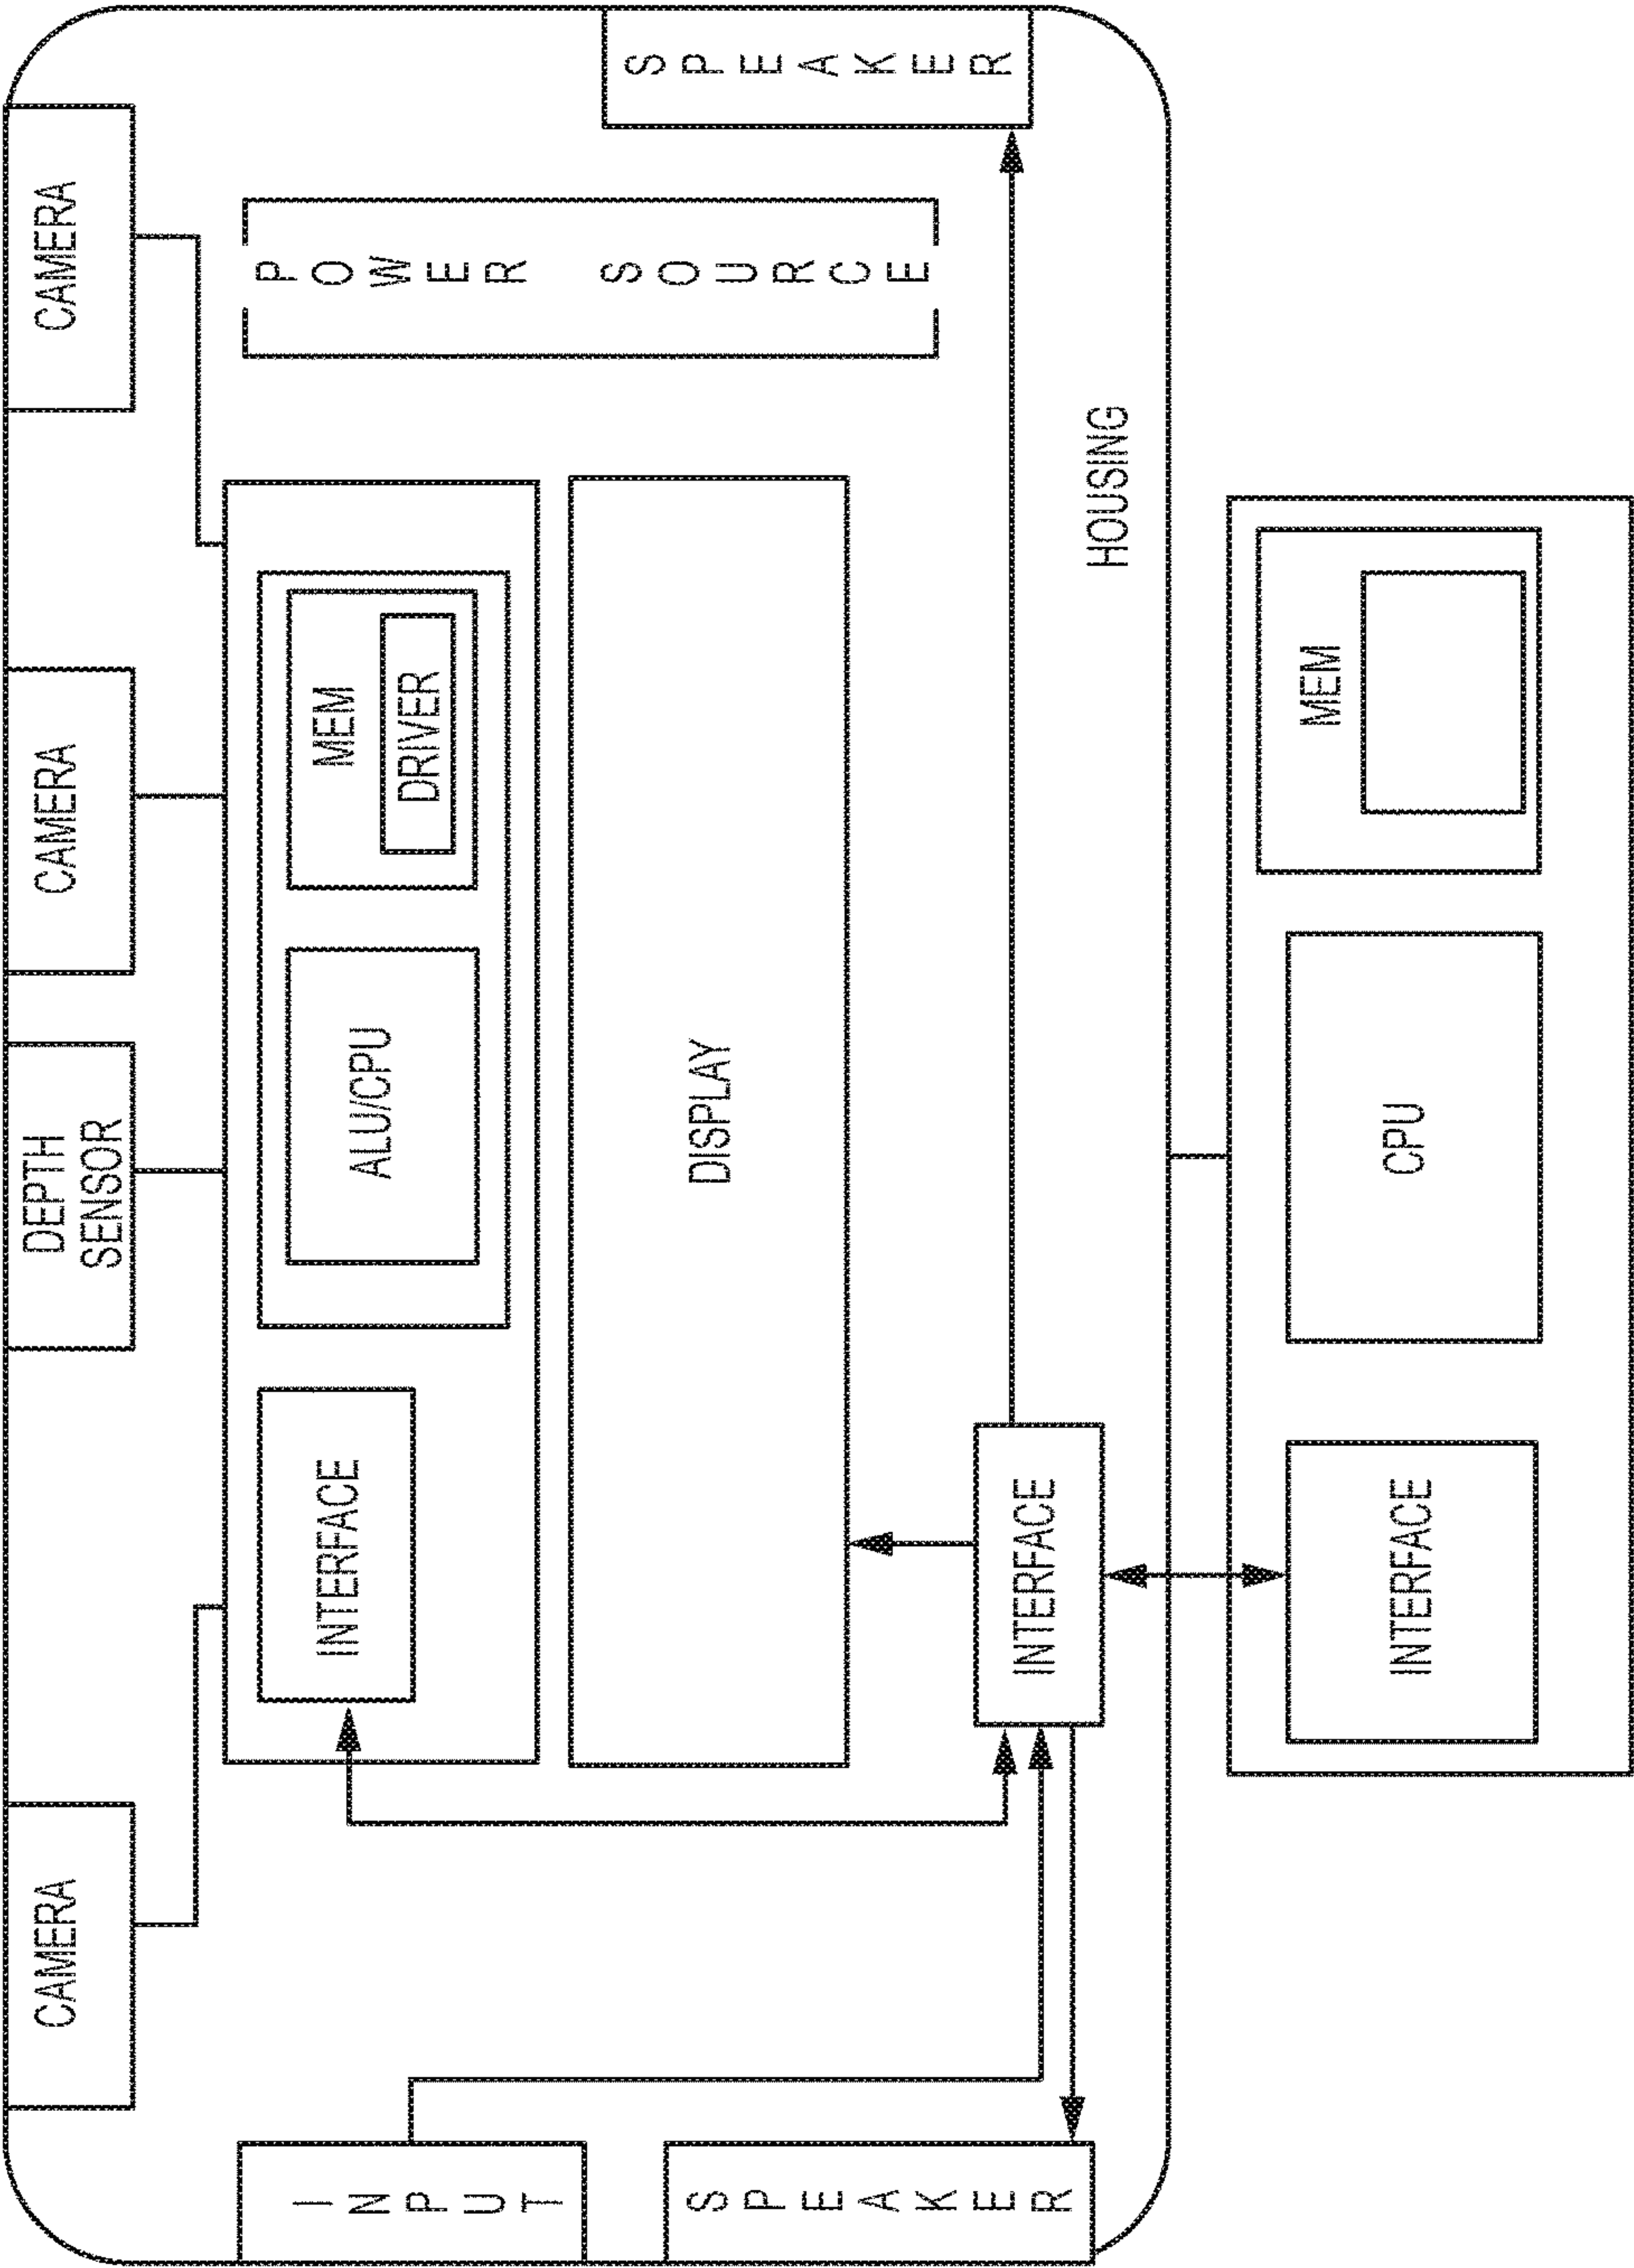 CAMERA
DEPTH
SENSOR
CAMERA
CAMERA
INPUT
INTERFACE
ALU/CPU
MEM
DRIVER
POWER SOURCE
DISPLAY
SPEAKER
INTERFACE
SPEAKER
HOUSING
INTERFACE
CPU
MEM